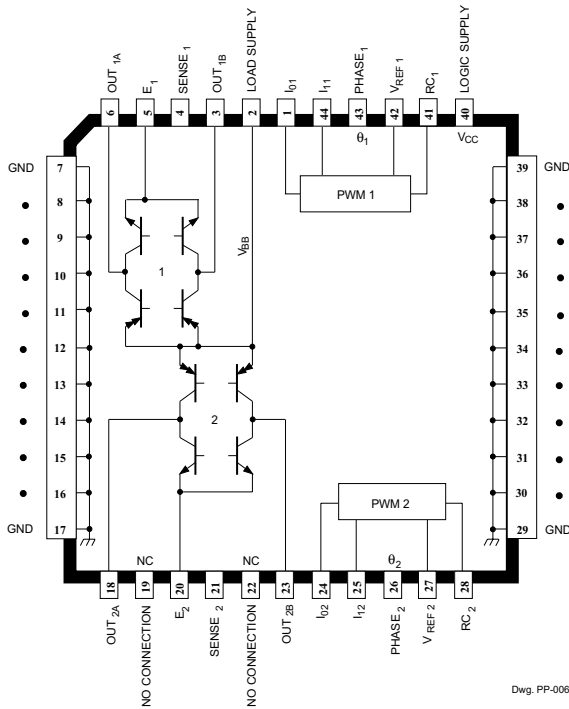 OUT 1A
E1
SENSE 1
OUT 1B
LOAD SUPPLY
I01
I11
PHASE1
VREF 1
RC1
LOGIC SUPPLY
6
5
4
3
2
1
44
43
42
41
40
θ1
VCC
GND
7
8
9
10
11
12
13
14
15
16
17
GND
39
GND
38
37
36
35
34
33
32
31
30
29
GND
PWM 1
VBB
1
2
PWM 2
NC
NC
θ2
18
19
20
21
22
23
24
25
26
27
28
OUT 2A
NO CONNECTION
E2
SENSE 2
NO CONNECTION
OUT 2B
I02
I12
PHASE2
V REF 2
RC2
Dwg. PP-006